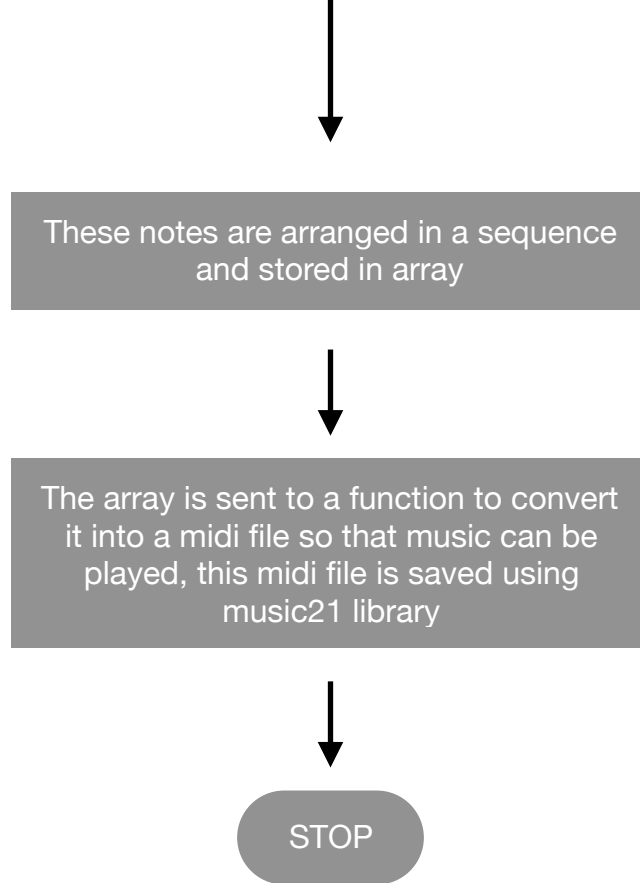 These notes are arranged in a sequence
and stored in array
The array is sent to a function to convert
it into a midi file so that music can be
played, this midi file is saved using
music21 library
STOP